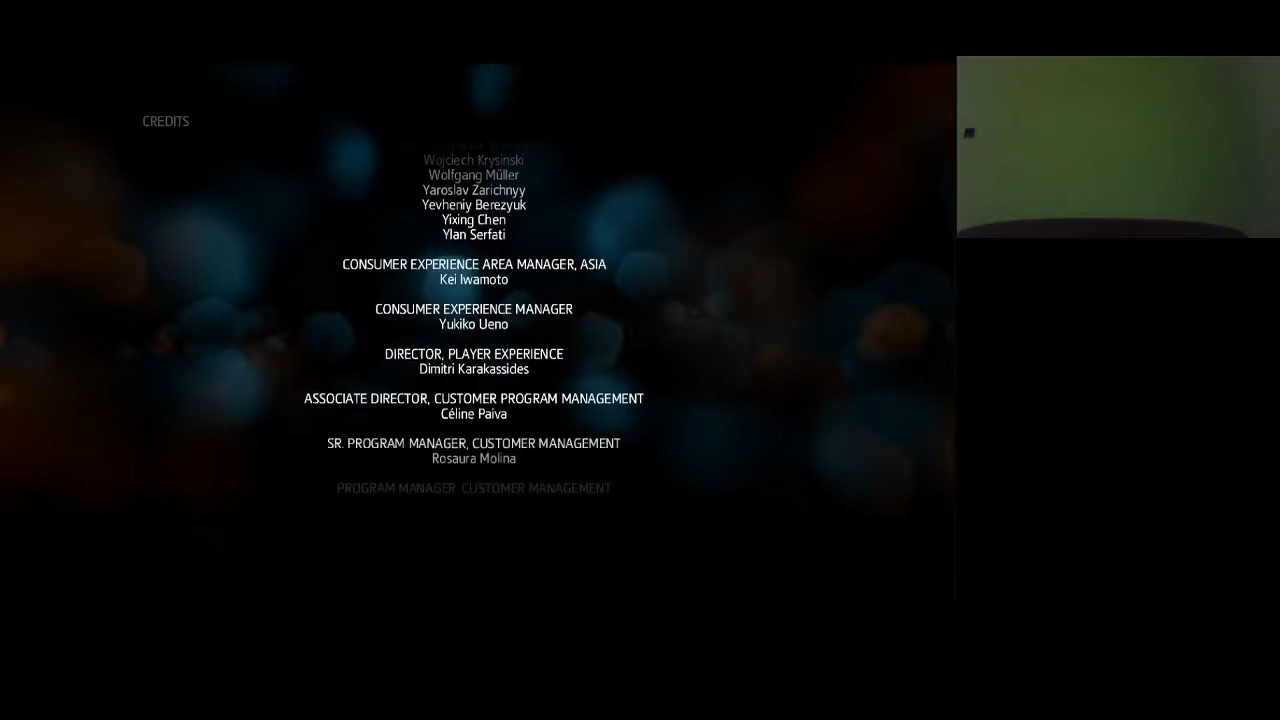 CREDITS
Wojciech Krysinski
Wolfgang Müller
Yaroslav Zarichnyy
Yevheniy Berezyuk
Yixing Chen
Ylan Serfati
CONSUMER EXPERIENCE AREA MANAGER, ASIA
Kei Iwamoto
CONSUMER EXPERIENCE MANAGER
Yukiko Ueno
DIRECTOR, PLAYER EXPERIENCE
Dimitri Karakassides
ASSOCIATE DIRECTOR, CUSTOMER PROGRAM MANAGEMENT
Céline Paiva
SR. PROGRAM MANAGER, CUSTOMER MANAGEMENT
Rosaura Molina
PROGRAM MANAGER, CUSTOMER MANAGEMENT